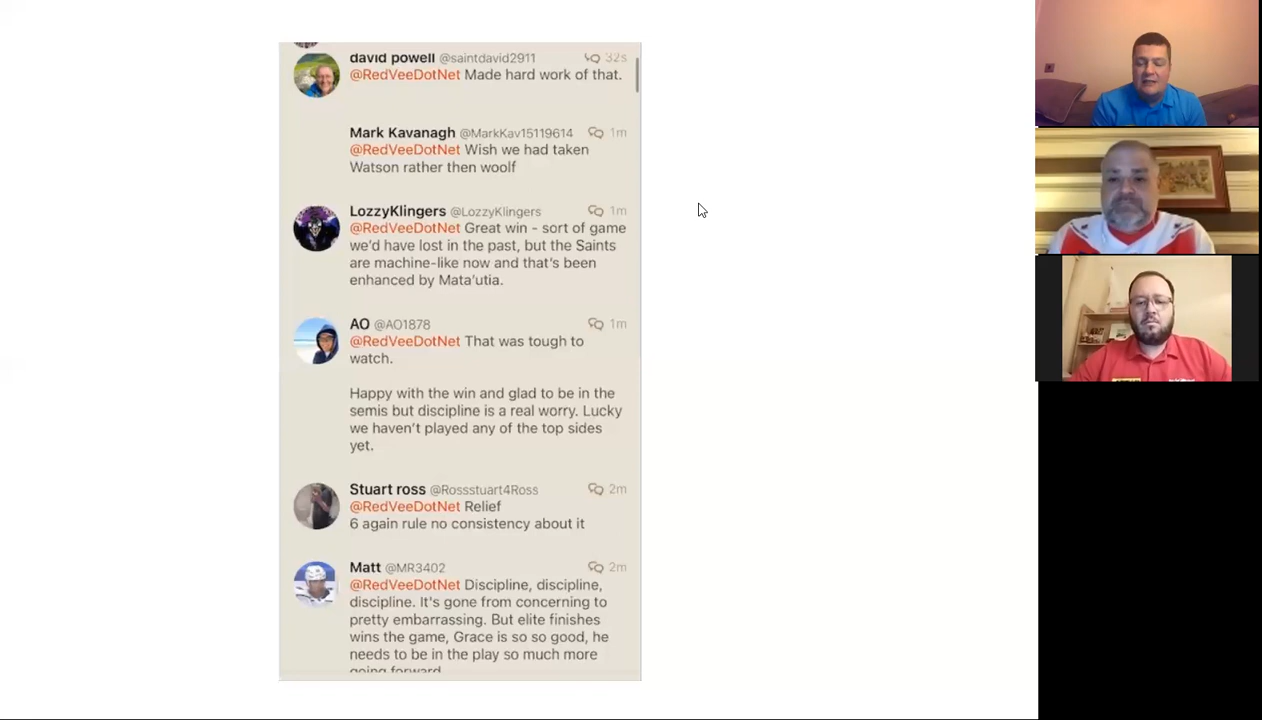 david powell @saintdavid2911 32s
@RedVeeDotNet Made hard work of that.
Mark Kavanagh @MarkKav15119614 1m
@RedVeeDotNet Wish we had taken
Watson rather then woolf
LozzyKlingers @LozzyKlingers 1m
@RedVeeDotNet Great win - sort of game
we'd have lost in the past, but the Saints
are machine-like now and that's been
enhanced by Mata'utia.
AO @AO1878 1m
@RedVeeDotNet That was tough to
watch.
Happy with the win and glad to be in the
semis but discipline is a real worry. Lucky
we haven't played any of the top sides
yet.
Stuart ross @Rossstuart4Ross 2m
@RedVeeDotNet Relief
6 again rule no consistency about it
Matt @MR3402 2m
@RedVeeDotNet Discipline, discipline,
discipline. It's gone from concerning to
pretty embarrassing. But elite finishes
wins the game, Grace is so so good, he
needs to be in the play so much more
going forward